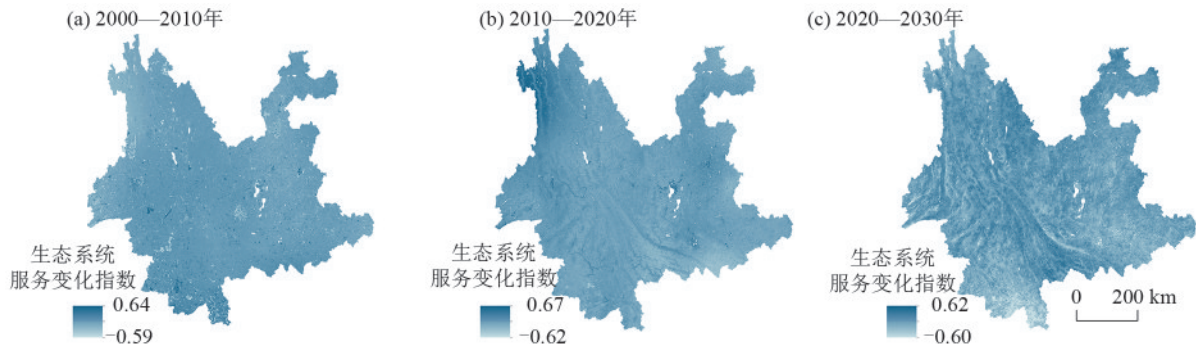 (a) 2000—2010年
生态系统
服务变化指数
0.64
−0.59
(b) 2010—2020年
生态系统
服务变化指数
0.67
−0.62
(c) 2020—2030年
生态系统
服务变化指数
0.62
−0.60
0 200 km